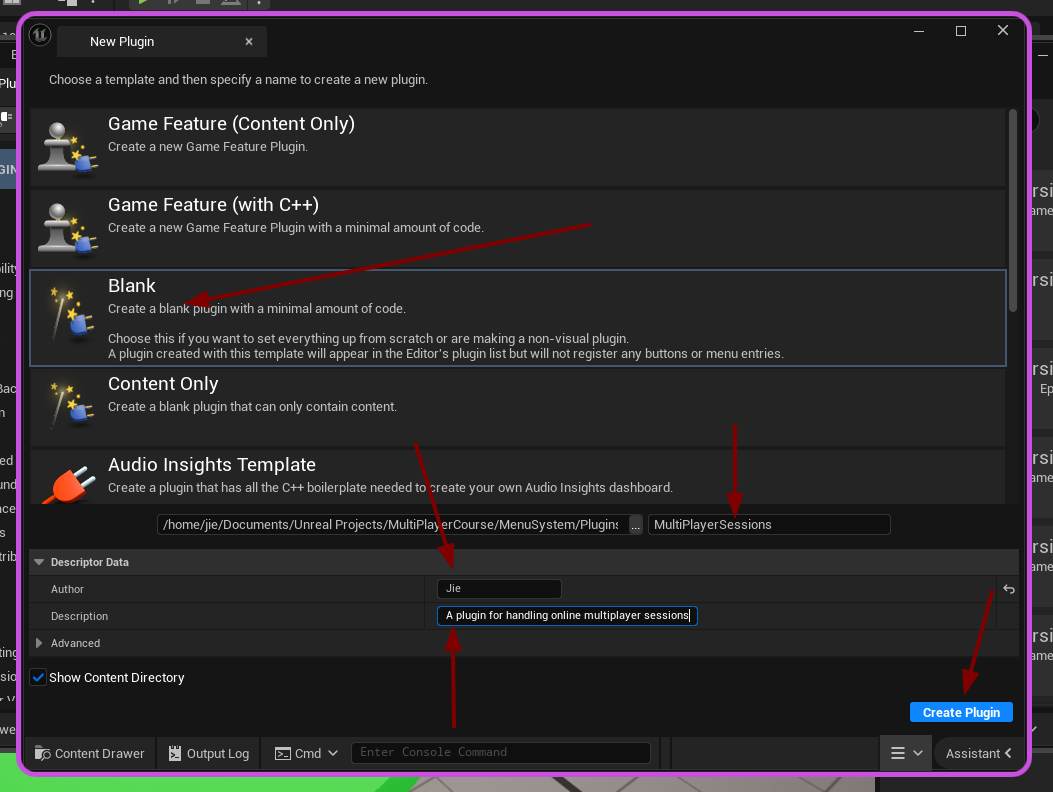 New Plugin
Choose a template and then specify a name to create a new plugin.
Game Feature (Content Only)
Create a new Game Feature Plugin.
Game Feature (with C++)
Create a new Game Feature Plugin with a minimal amount of code.
Blank
Create a blank plugin with a minimal amount of code.
Choose this if you want to set everything up from scratch or are making a non-visual plugin.
A plugin created with this template will appear in the Editor's plugin list but will not register any buttons or menu entries.
Content Only
Create a blank plugin that can only contain content.
Audio Insights Template
Create a plugin that has all the C++ boilerplate needed to create your own Audio Insights dashboard.
/home/jie/Documents/Unreal Projects/MultiPlayerCourse/MenuSystem/Plugins ... MultiPlayerSessions
Descriptor Data
Author Jie
Description A plugin for handling online multiplayer sessions
Advanced
Show Content Directory
Create Plugin
Content Drawer Output Log Cmd Enter Console Command Assistant